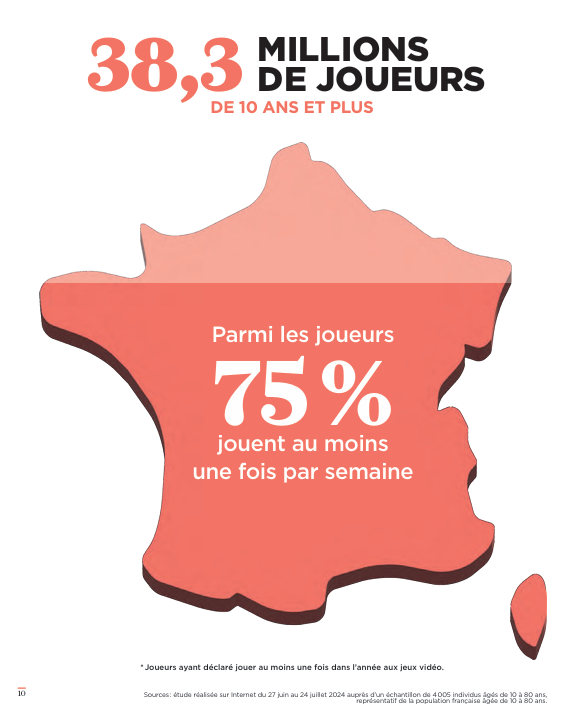 38,3 MILLIONS
DE JOUEURS
DE 10 ANS ET PLUS
Parmi les joueurs
75 %
jouent au moins
une fois par semaine
* Joueurs ayant déclaré jouer au moins une fois dans l'année aux jeux vidéo.
10
Sources : étude réalisée sur Internet du 27 juin au 24 juillet 2024 auprès d'un échantillon de 4 005 individus âgés de 10 à 80 ans,
représentatif de la population française âgée de 10 à 80 ans.